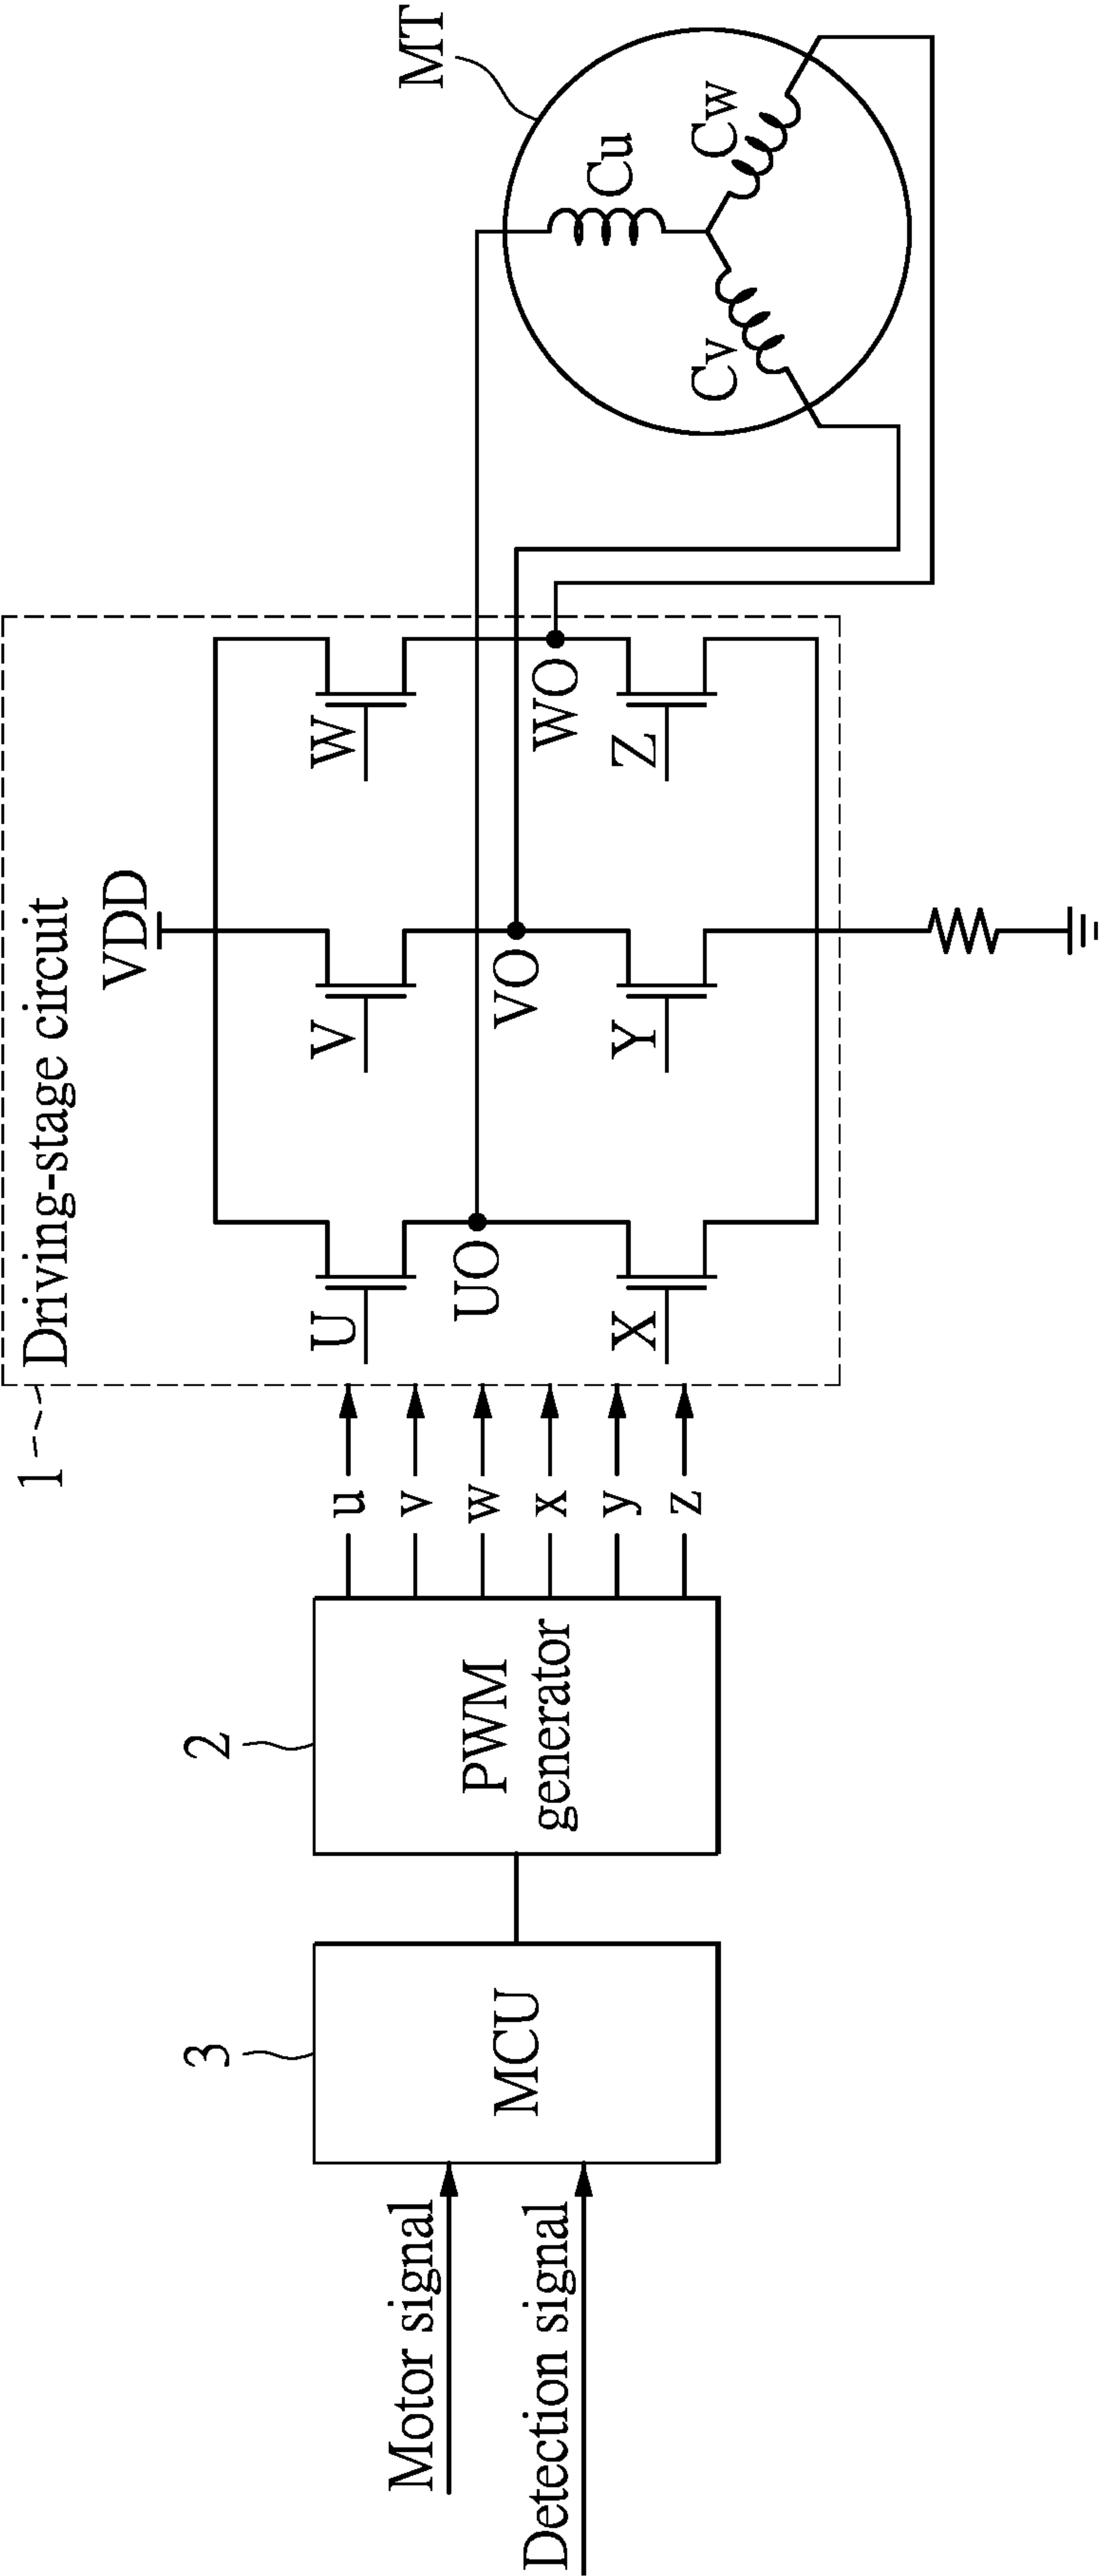 1
Driving-stage circuit
VDD
MT
U
V
W
UO
VO
WO
X
Y
Z
Cu
Cv
Cw
3
2
Motor signal
Detection signal
MCU
PWM
generator
u
v
w
x
y
z